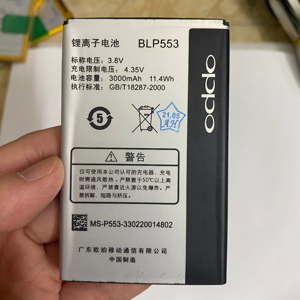 锂离子电池 BLP553
标称电压：3.8V
充电限制电压：4.35V
电池容量：3000mAh 11.4Wh
执行标准：GB/T18287-2000
5
21.05
AH
oppo
警告
MS-P553-330220014802
广东欧珀移动通信有限公司
中国制造